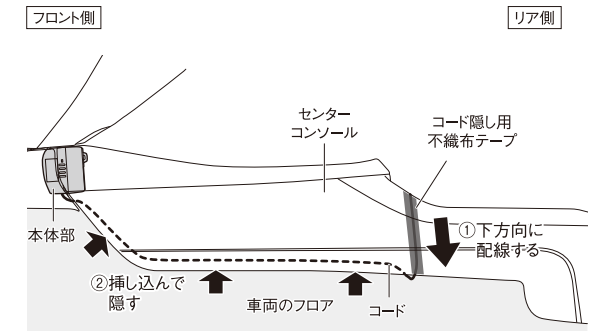 フロント側
リア側
センター
コンソール
コード隠し用
不織布テープ
本体部
①下方向に
配線する
②挿し込んで
隠す
車両のフロア
コード